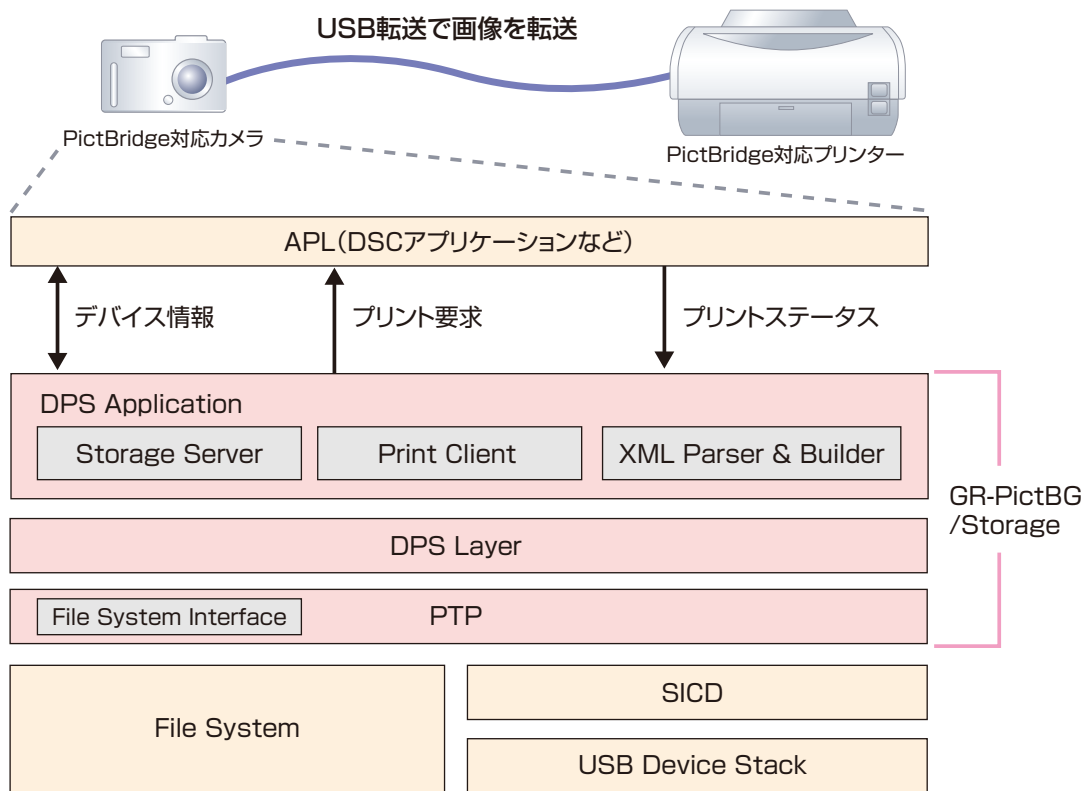 USB転送で画像を転送
PictBridge対応カメラ
PictBridge対応プリンター
APL(DSCアプリケーションなど)
デバイス情報
プリント要求
プリントステータス
DPS Application
Storage Server
Print Client
XML Parser & Builder
GR-PictBG
/Storage
DPS Layer
File System Interface
PTP
File System
SICD
USB Device Stack